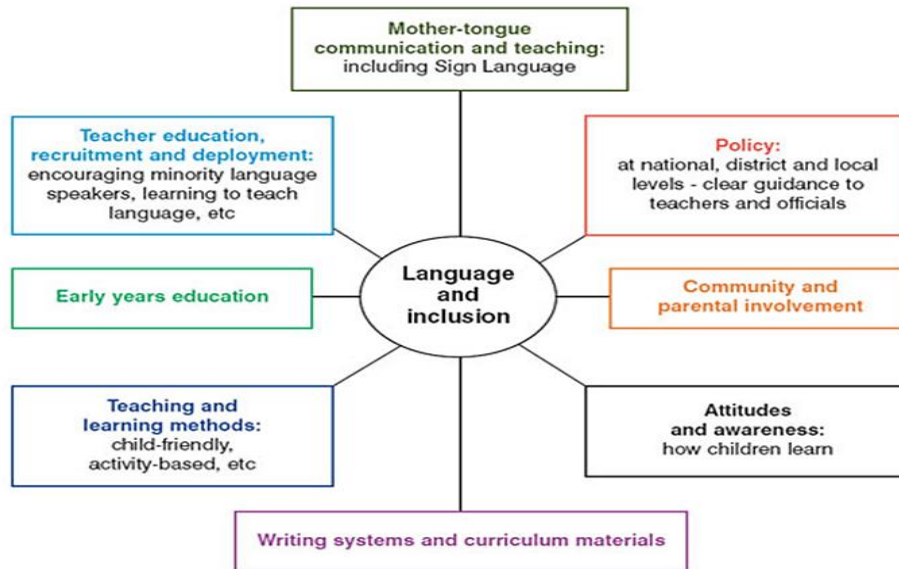 Mother-tongue
communication and teaching:
including Sign Language
Teacher education,
recruitment and deployment:
encouraging minority language
speakers, learning to teach
language, etc
Policy:
at national, district and local
levels - clear guidance to
teachers and officials
Early years education
Language
and
inclusion
Community and
parental involvement
Teaching and
learning methods:
child-friendly,
activity-based, etc
Attitudes
and awareness:
how children learn
Writing systems and curriculum materials